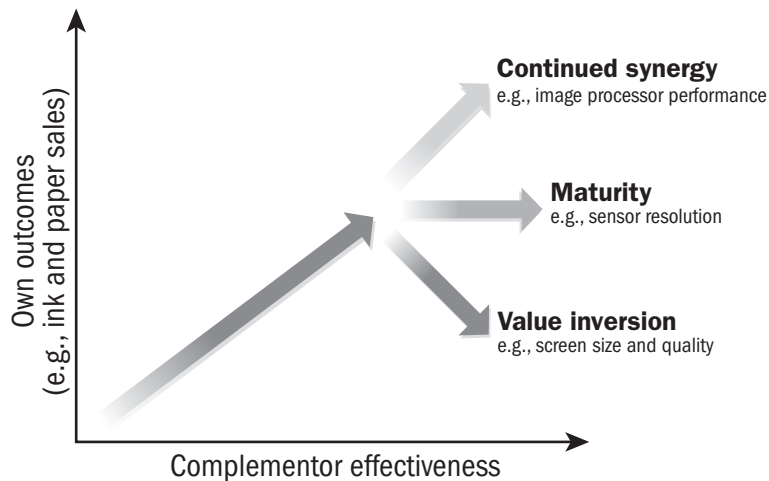 Own outcomes
(e.g., ink and paper sales)
Continued synergy
e.g., image processor performance
Maturity
e.g., sensor resolution
Value inversion
e.g., screen size and quality
Complementor effectiveness